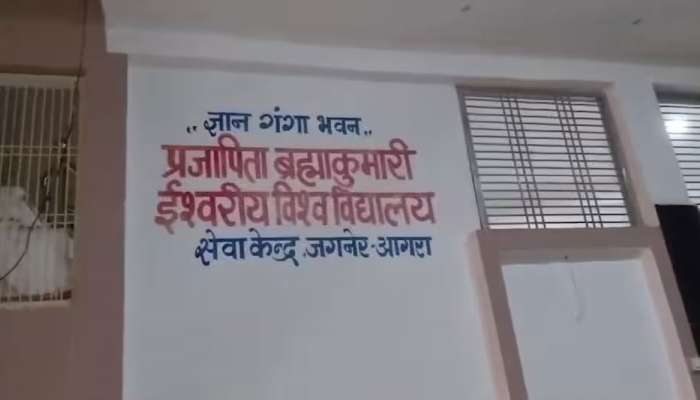 ,, ज्ञान गंगा भवन ,,
प्रजापिता ब्रह्माकुमारी
ईश्वरीय विश्व विद्यालय
सेवा केन्द्र, जगनेर-आगरा